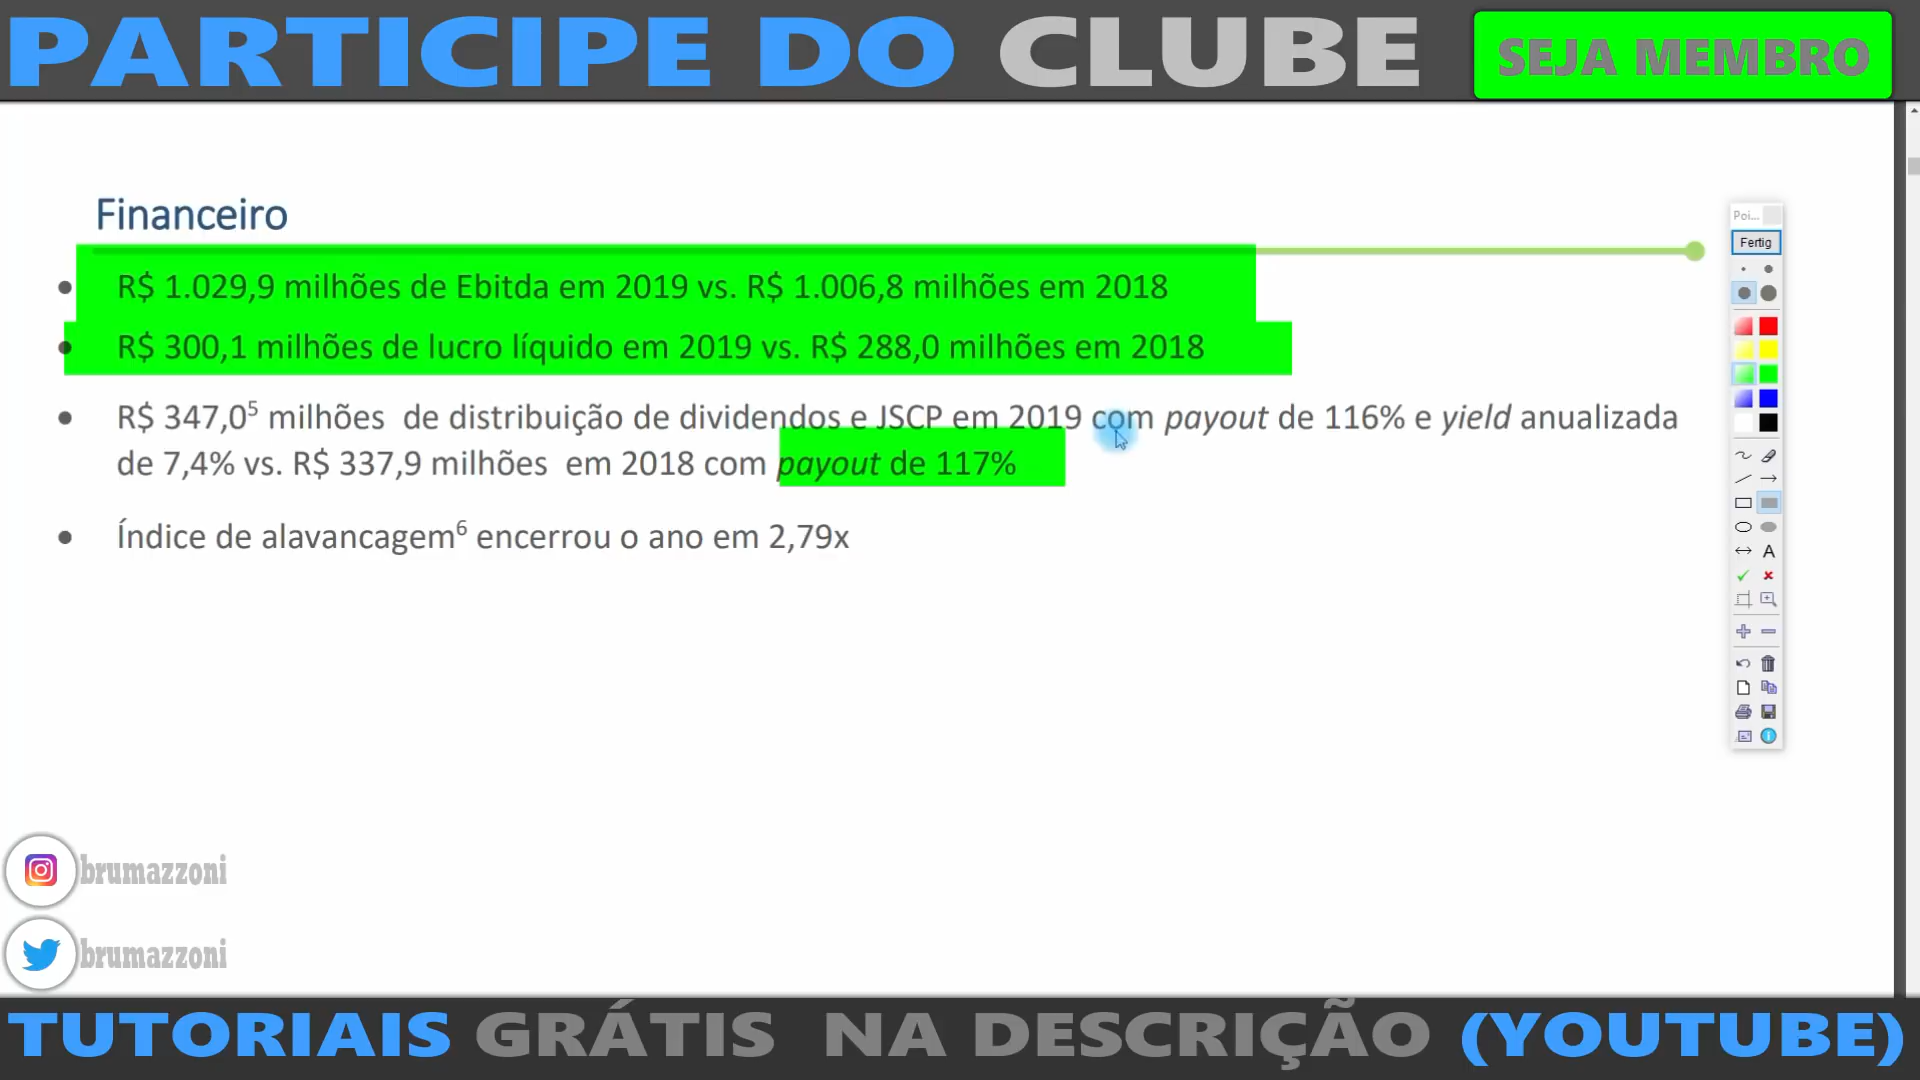 PARTICIPE DO CLUBE
SEJA MEMBRO
Financeiro
Poi...
Fertig
• R$ 1.029,9 milhões de Ebitda em 2019 vs. R$ 1.006,8 milhões em 2018
• R$ 300,1 milhões de lucro líquido em 2019 vs. R$ 288,0 milhões em 2018
• R$ 347,0⁵ milhões de distribuição de dividendos e JSCP em 2019 com payout de 116% e yield anualizada
de 7,4% vs. R$ 337,9 milhões em 2018 com payout de 117%
• Índice de alavancagem⁶ encerrou o ano em 2,79x
A
brumazzoni
brumazzoni
TUTORIAIS GRÁTIS NA DESCRIÇÃO (YOUTUBE)